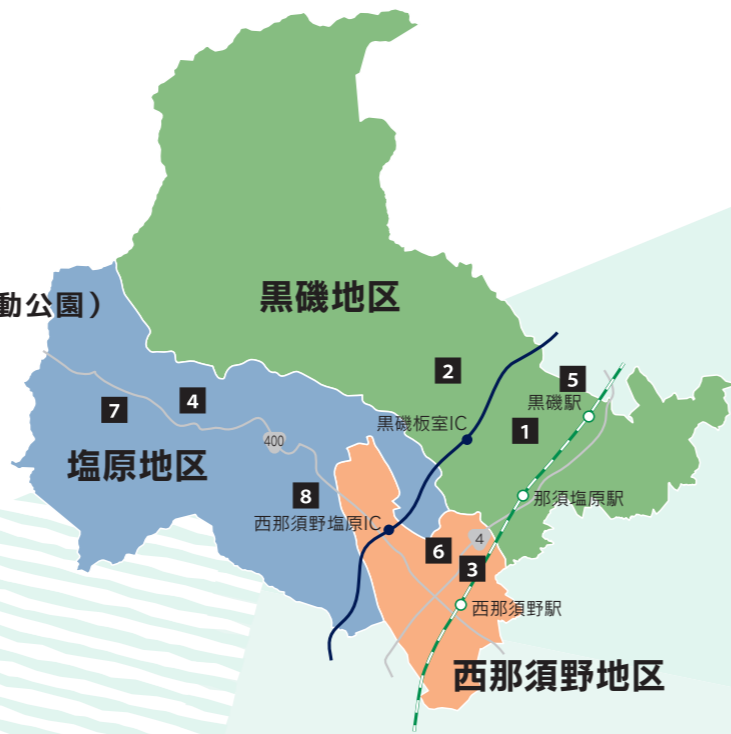 動公園）
黒磯地区
2
5
黒磯駅
黒磯板室IC
1
4
7
400
塩原地区
那須塩原駅
8
西那須野塩原IC
4
6
3
西那須野駅
西那須野地区